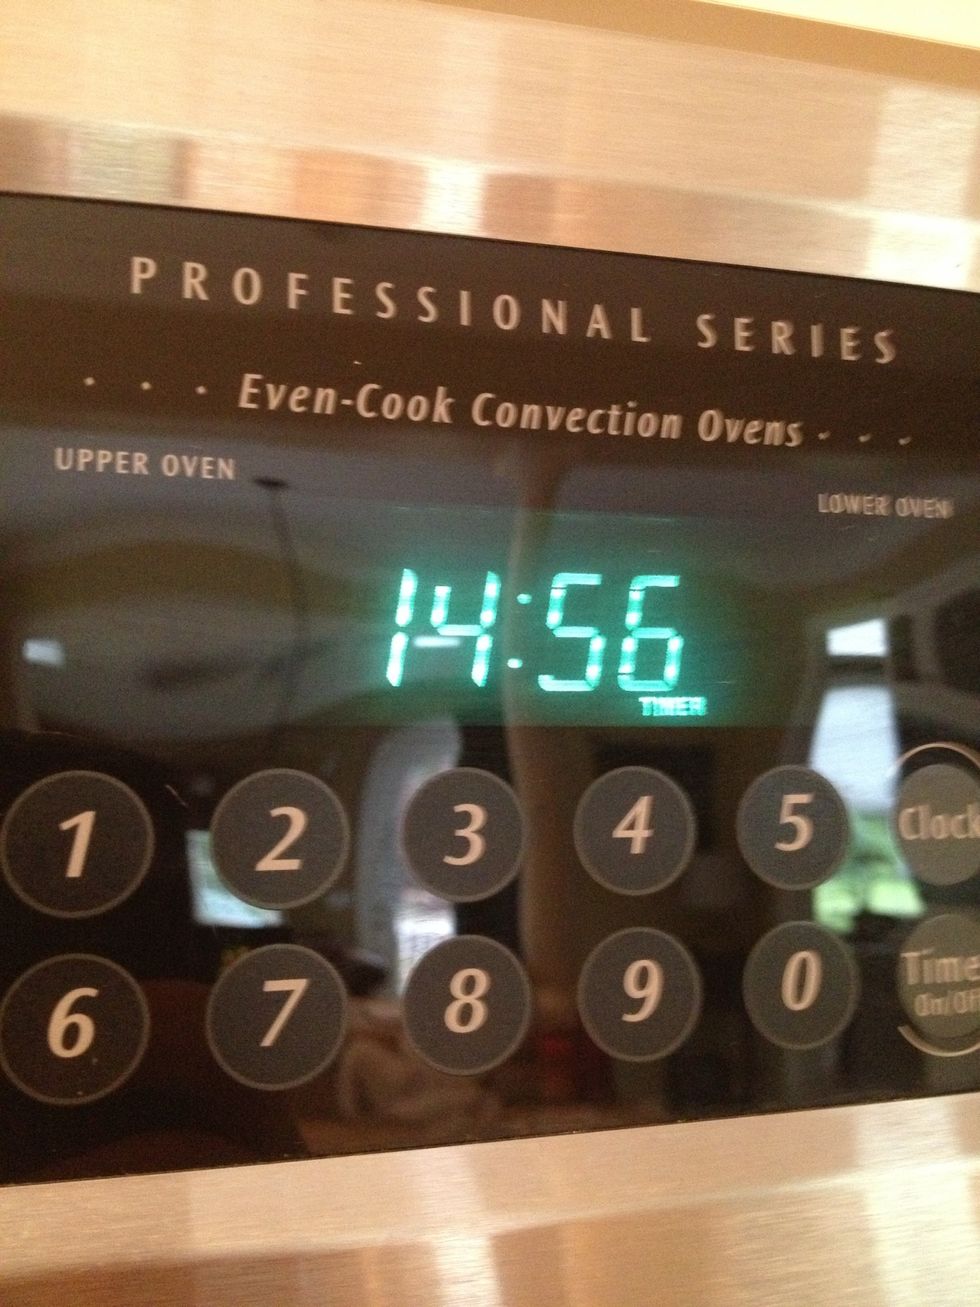 PROFESSIONAL SERIES
. . . Even-Cook Convection Ovens . . .
UPPER OVEN LOWER OVEN
14:56
TIMER
1 2 3 4 5 Clock
6 7 8 9 0 Time
On/Off